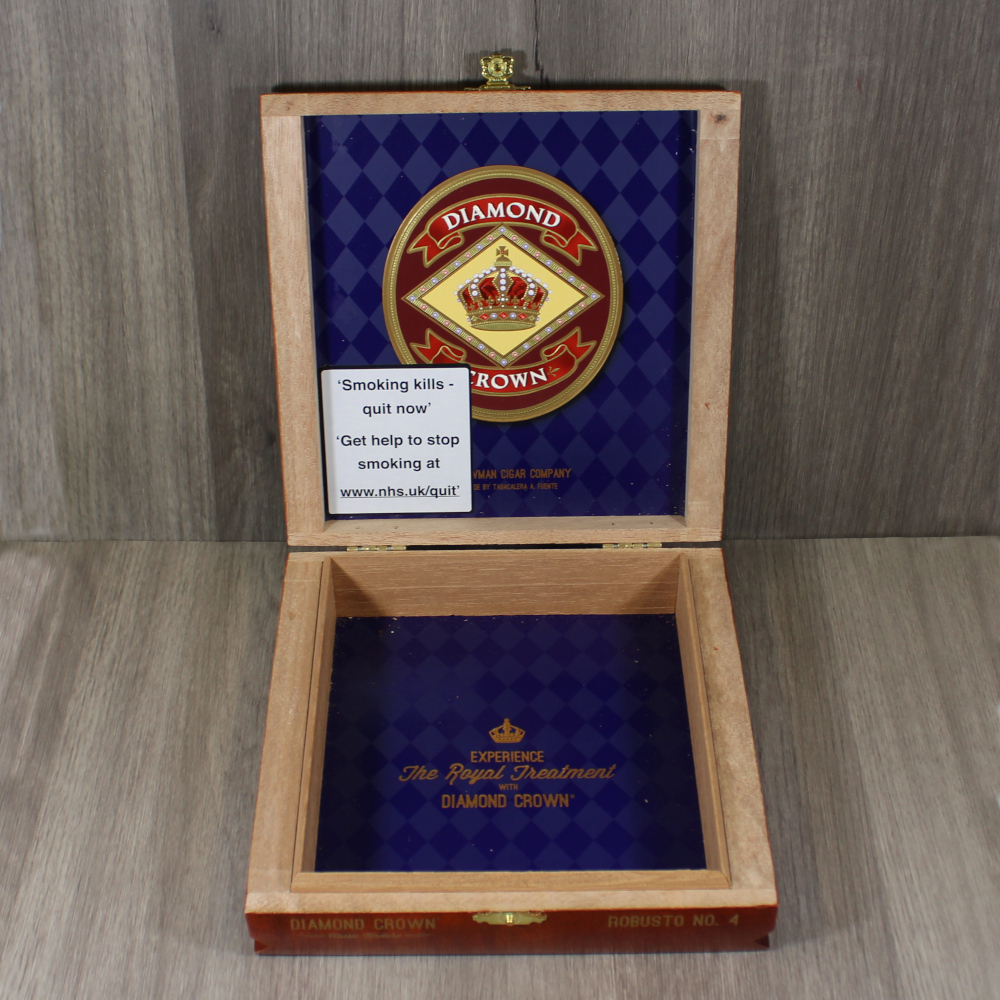 DIAMOND
CROWN
‘Smoking kills -
quit now’
‘Get help to stop
smoking at
www.nhs.uk/quit’
CIGAR COMPANY
BY TABACALERA A. FUENTE
EXPERIENCE
The Royal Treatment
WITH
DIAMOND CROWN®
DIAMOND CROWN
ROBUSTO NO. 4